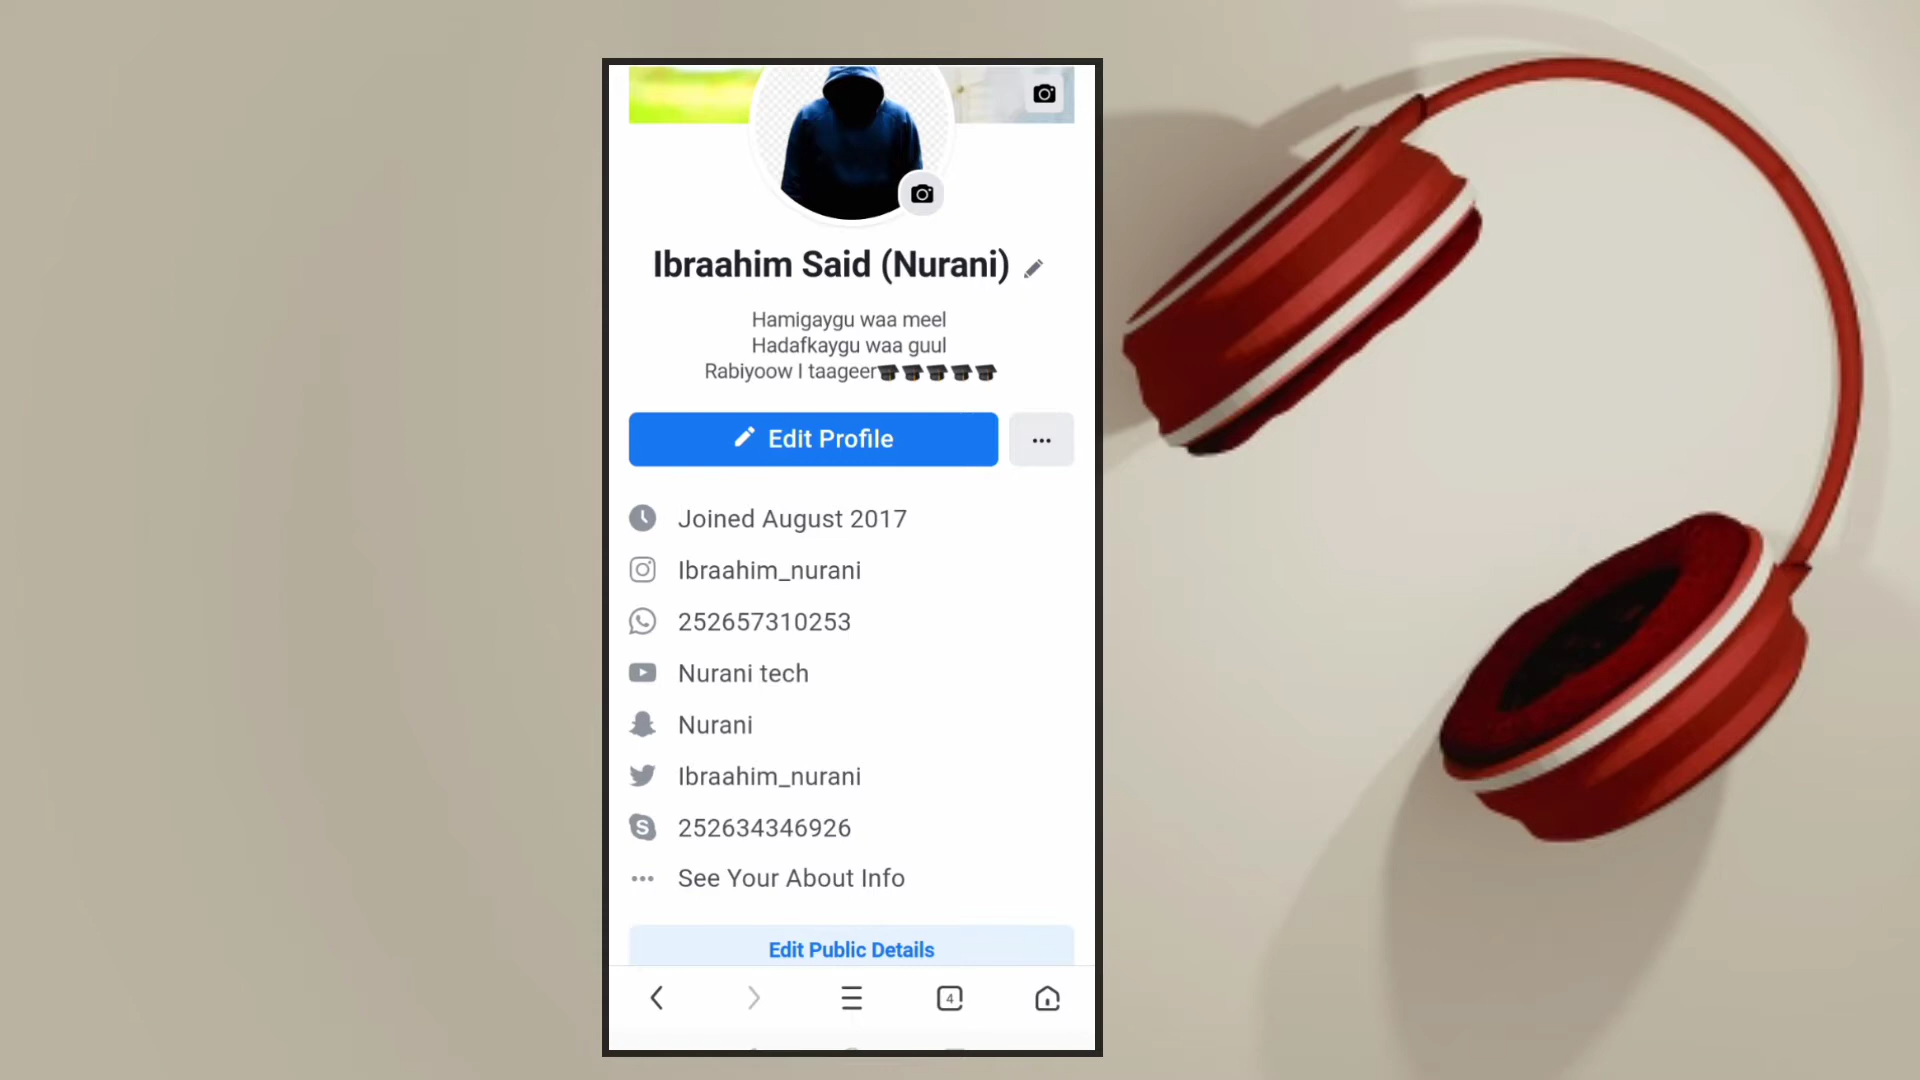 Ibraahim Said (Nurani)
Hamigaygu waa meel
Hadafkaygu waa guul
Rabiyoow I taageer🎓🎓🎓🎓🎓
Edit Profile
Joined August 2017
Ibraahim_nurani
252657310253
Nurani tech
Nurani
Ibraahim_nurani
252634346926
See Your About Info
Edit Public Details
4